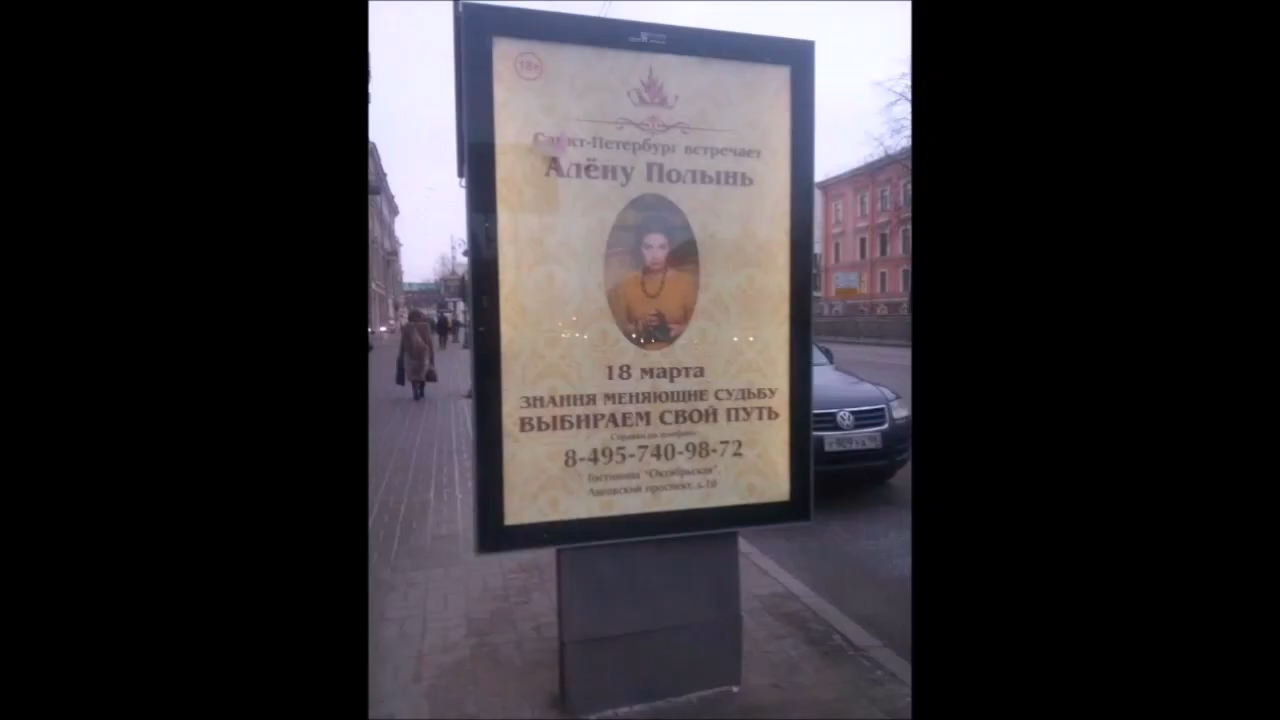 18+
Санкт-Петербург встречает
Алёну Полынь
18 марта
ЗНАНИЯ МЕНЯЮЩИЕ СУДЬБУ
ВЫБИРАЕМ СВОЙ ПУТЬ
Справки по телефону:
8-495-740-98-72
Гостиница "Октябрьская",
Лиговский проспект, д.10